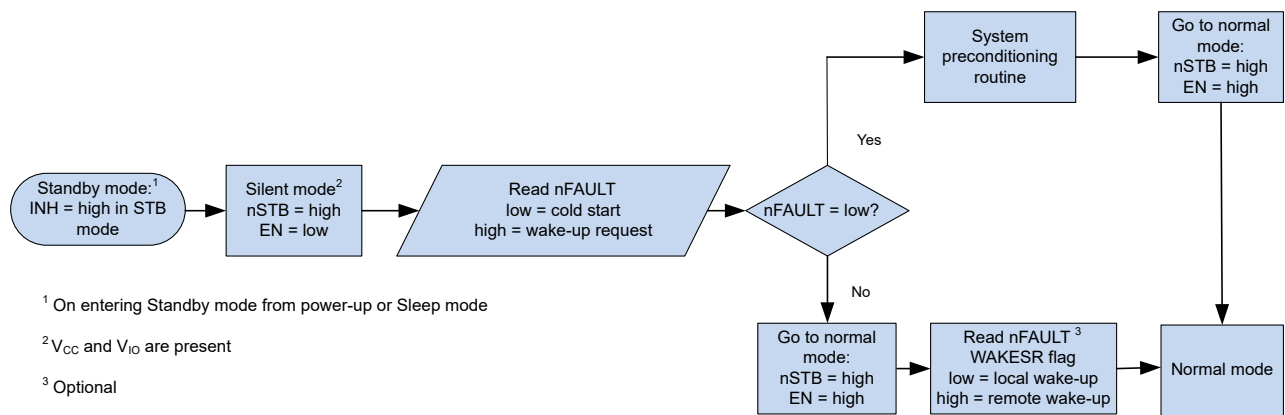 System
preconditioning
routine
Go to normal
mode:
nSTB = high
EN = high
Yes
Standby mode:¹
INH = high in STB
mode
Silent mode²
nSTB = high
EN = low
Read nFAULT
low = cold start
high = wake-up request
nFAULT = low?
No
¹ On entering Standby mode from power-up or Sleep mode
² VCC and VIO are present
³ Optional
Go to normal
mode:
nSTB = high
EN = high
Read nFAULT ³
WAKESR flag
low = local wake-up
high = remote wake-up
Normal mode